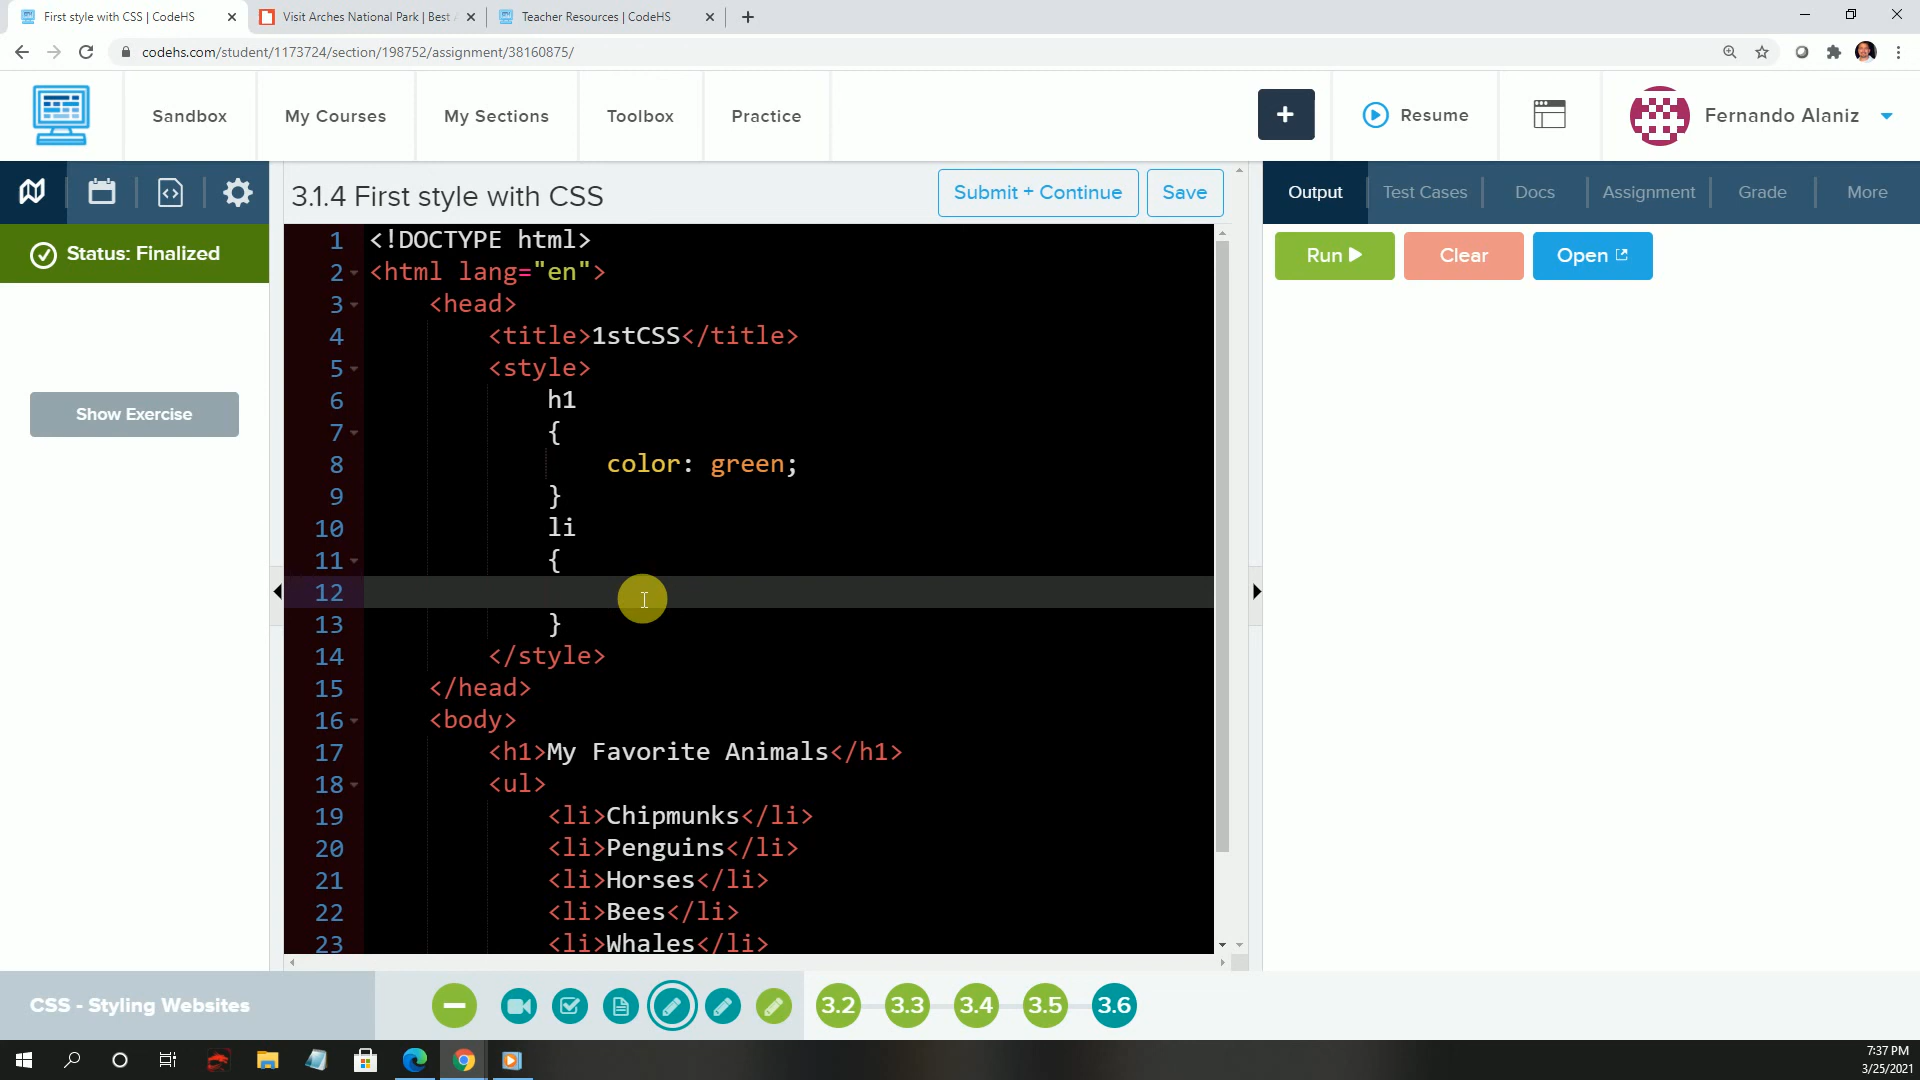 First style with CSS | CodeHS
Visit Arches National Park | Best
Teacher Resources | CodeHS
codehs.com/student/1173724/section/198752/assignment/38160875/
Sandbox
My Courses
My Sections
Toolbox
Practice
+
Resume
Fernando Alaniz
3.1.4 First style with CSS
Submit + Continue
Save
Output
Test Cases
Docs
Assignment
Grade
More
Status: Finalized
Run
Clear
Open
Show Exercise
1 <!DOCTYPE html>
2 <html lang="en">
3 <head>
4 <title>1stCSS</title>
5 <style>
6 h1
7 {
8 color: green;
9 }
10 li
11 {
12
13 }
14 </style>
15 </head>
16 <body>
17 <h1>My Favorite Animals</h1>
18 <ul>
19 <li>Chipmunks</li>
20 <li>Penguins</li>
21 <li>Horses</li>
22 <li>Bees</li>
23 <li>Whales</li>
CSS - Styling Websites
3.2
3.3
3.4
3.5
3.6
7:37 PM
3/25/2021